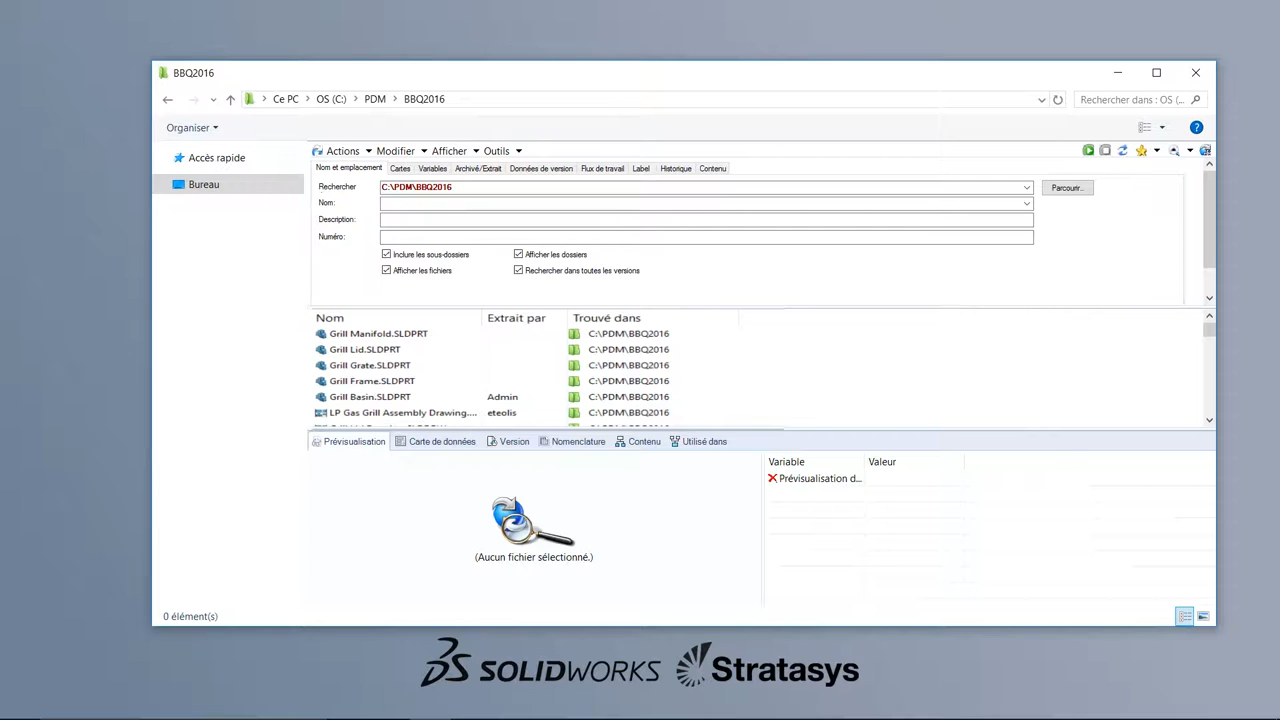 BBQ2016
Ce PC > OS (C:) > PDM > BBQ2016
Rechercher dans : OS (...
Organiser
Accès rapide
Bureau
Actions Modifier Afficher Outils
Nom et emplacement Cartes Variables Archivé/Extrait Données de version Flux de travail Label Historique Contenu
Rechercher C:\PDM\BBQ2016 Parcourir...
Nom:
Description:
Numéro:
Inclure les sous-dossiers Afficher les dossiers
Afficher les fichiers Rechercher dans toutes les versions
Nom Extrait par Trouvé dans
Grill Manifold.SLDPRT C:\PDM\BBQ2016
Grill Lid.SLDPRT C:\PDM\BBQ2016
Grill Grate.SLDPRT C:\PDM\BBQ2016
Grill Frame.SLDPRT C:\PDM\BBQ2016
Grill Basin.SLDPRT Admin C:\PDM\BBQ2016
LP Gas Grill Assembly Drawing.... eteolis C:\PDM\BBQ2016
Prévisualisation Carte de données Version Nomenclature Contenu Utilisé dans
Variable Valeur
Prévisualisation d...
(Aucun fichier sélectionné.)
0 élément(s)
SOLIDWORKS Stratasys